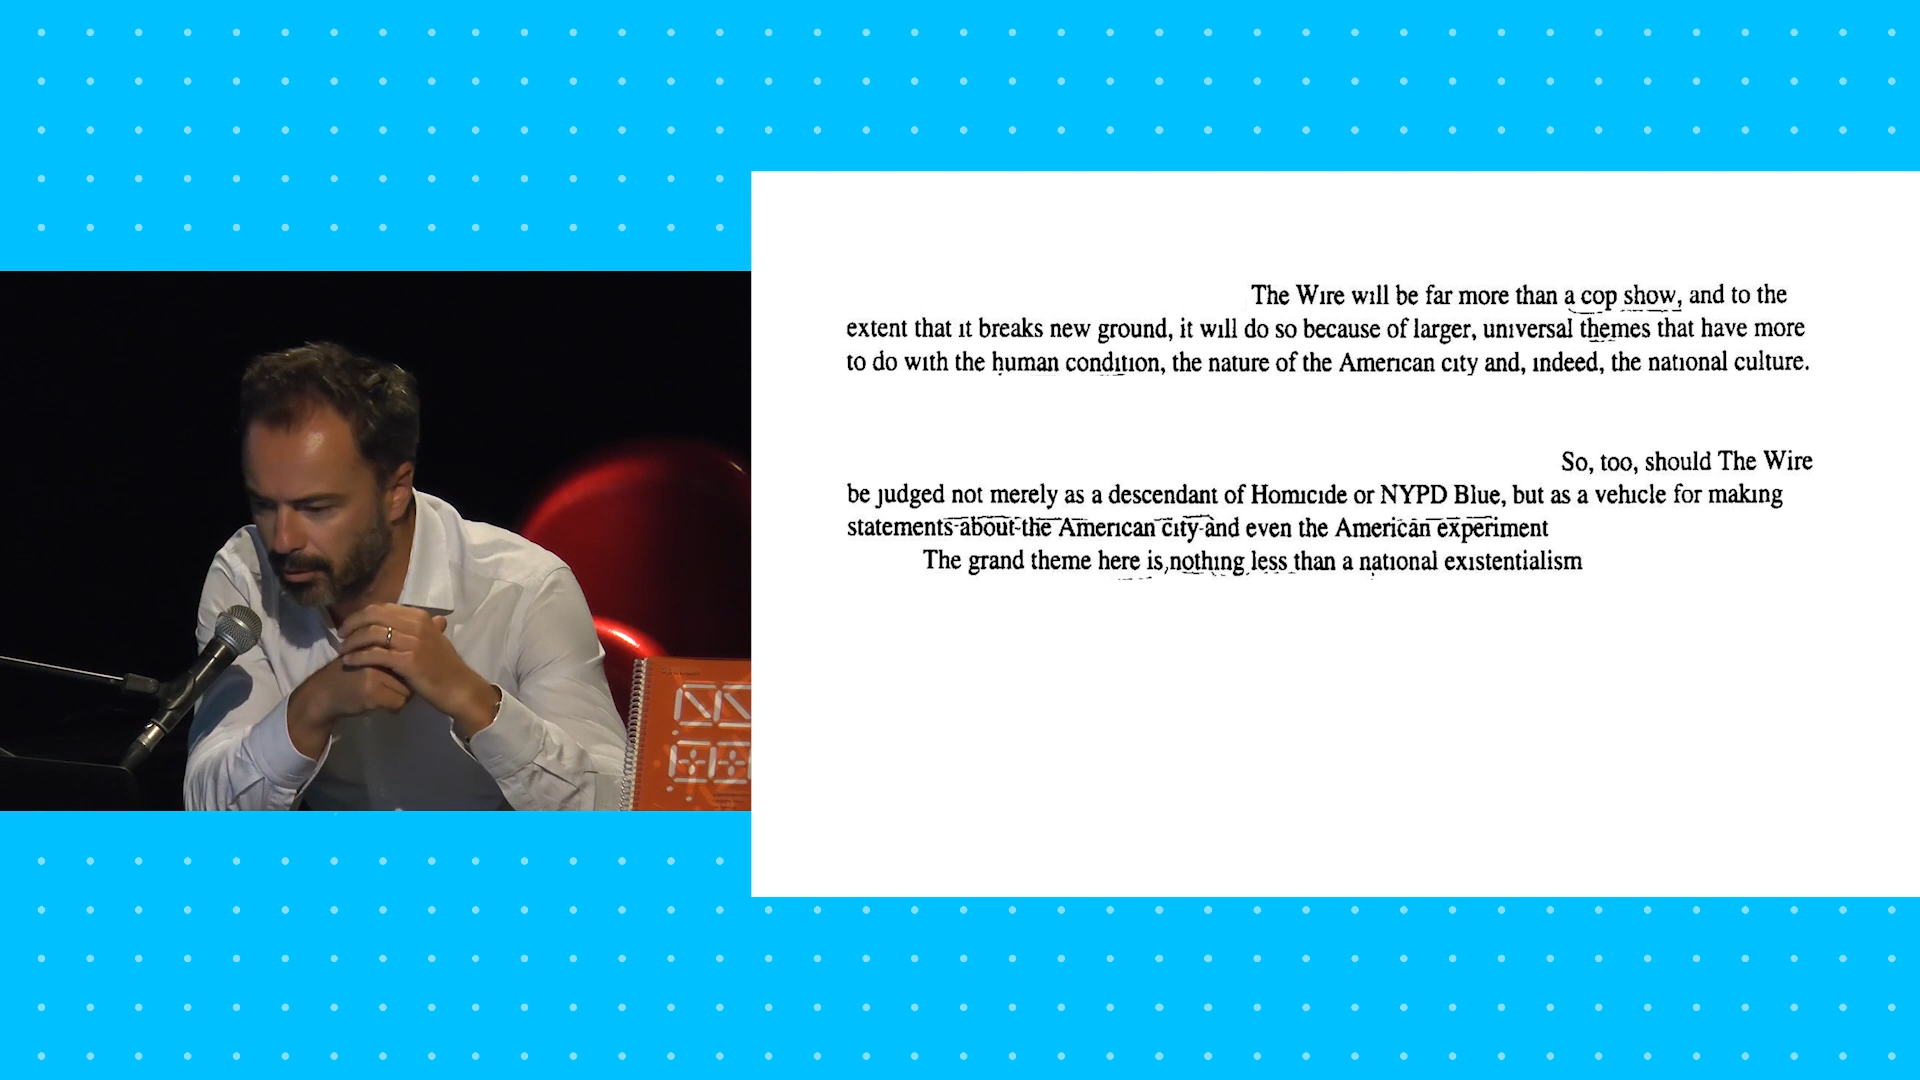 The Wire will be far more than a cop show, and to the
extent that it breaks new ground, it will do so because of larger, universal themes that have more
to do with the human condition, the nature of the American city and, indeed, the national culture.
So, too, should The Wire
be judged not merely as a descendant of Homicide or NYPD Blue, but as a vehicle for making
statements about the American city and even the American experiment
The grand theme here is nothing less than a national existentialism